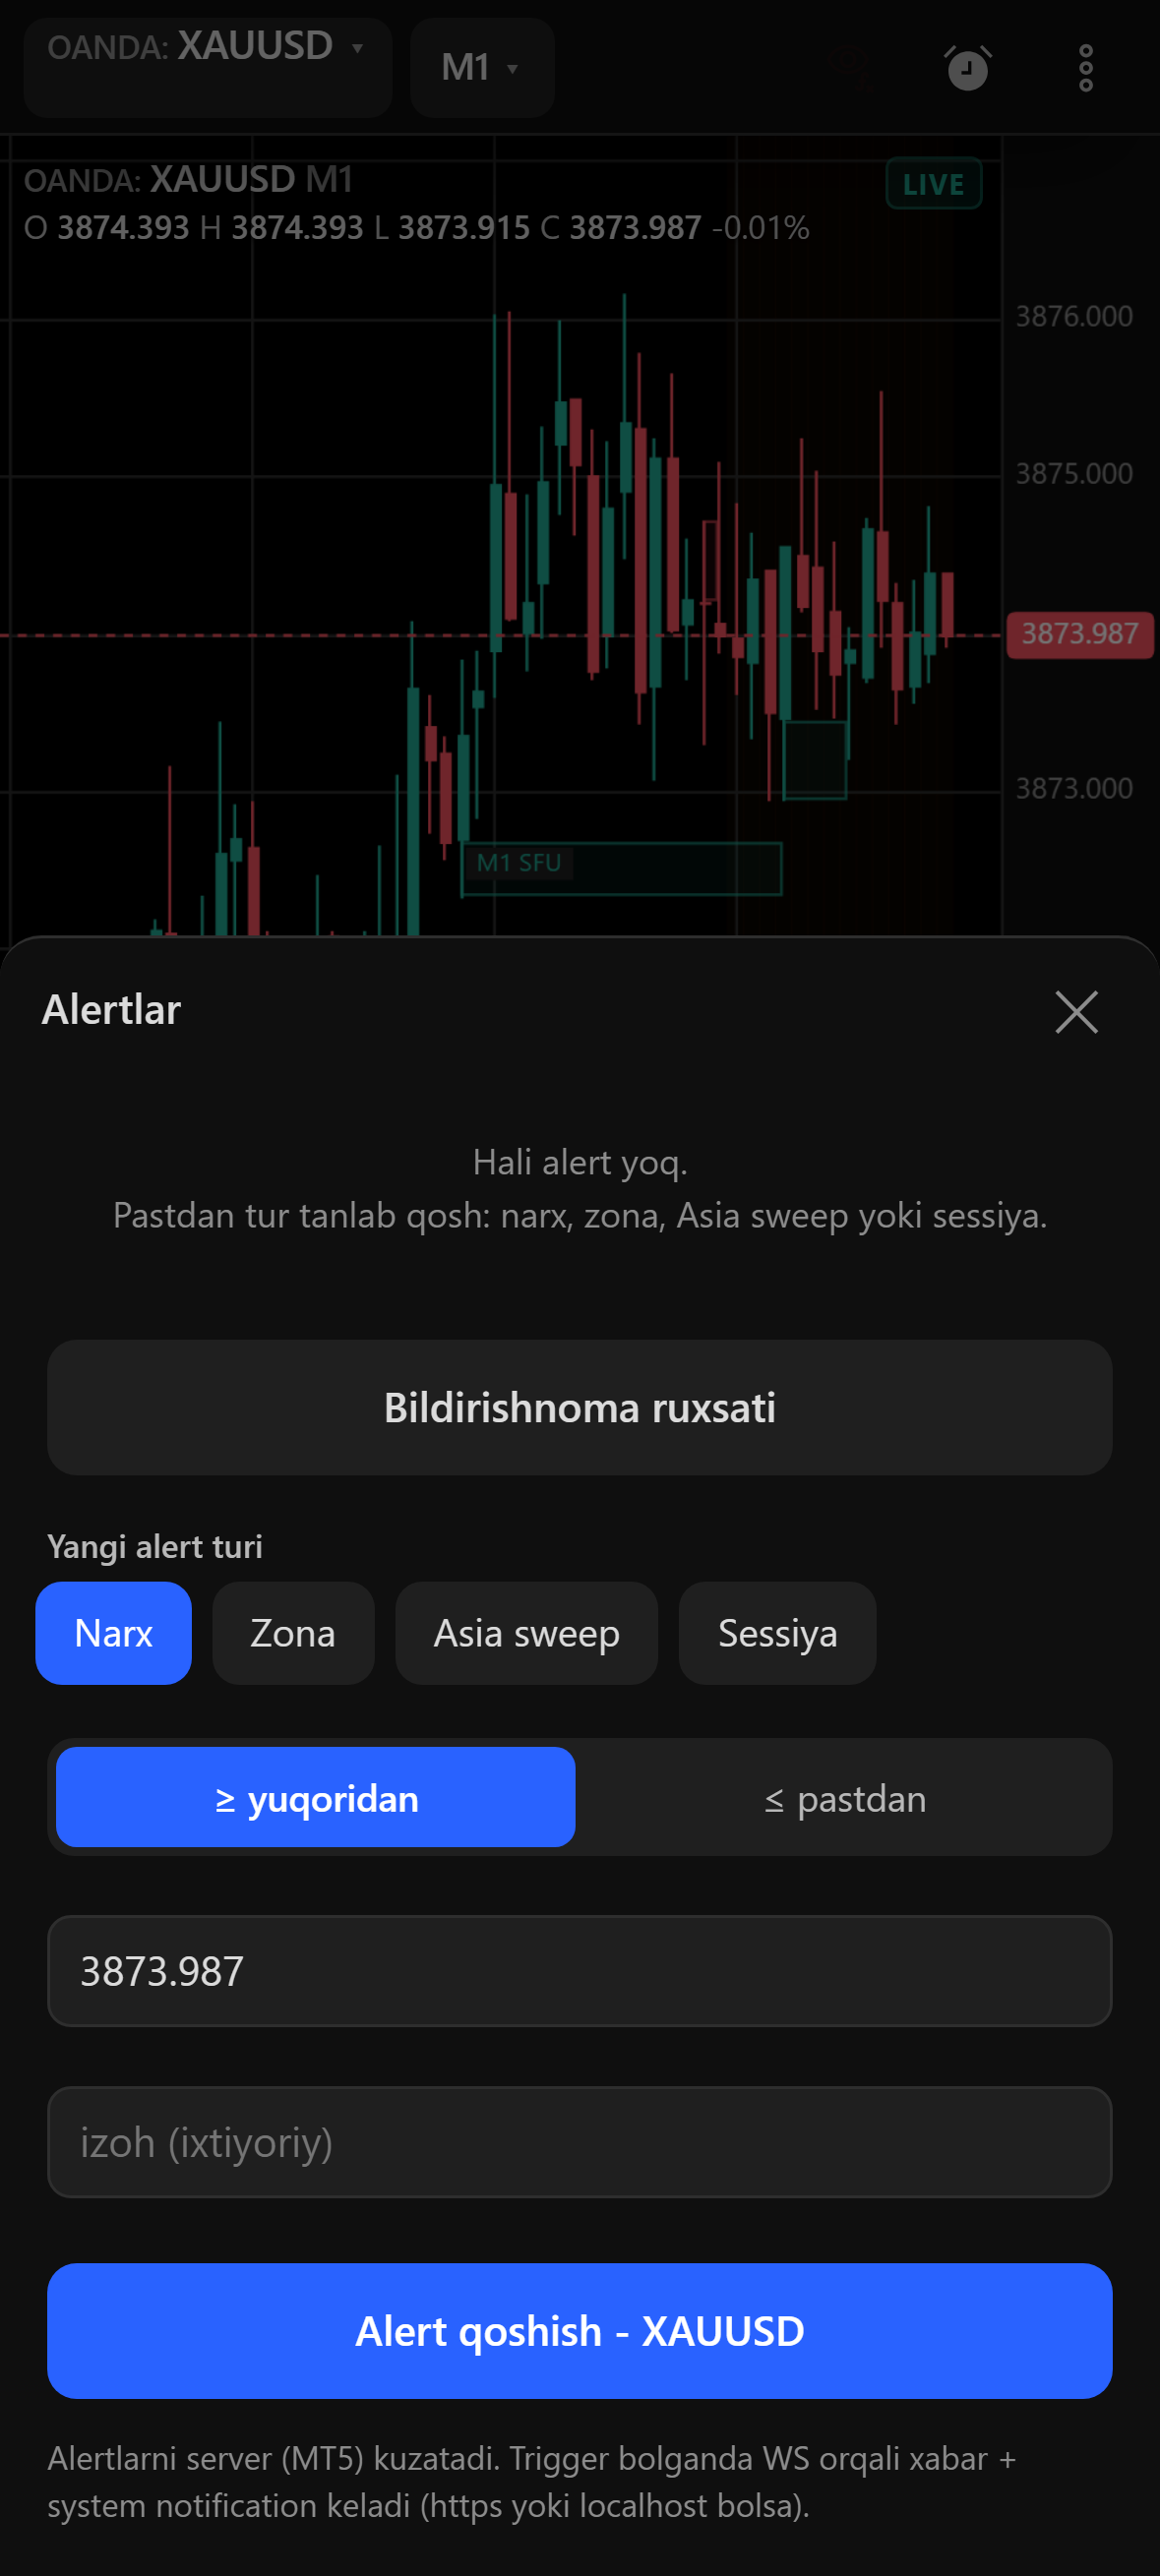 OANDA: XAUUSD ▾ M1 ▾
OANDA: XAUUSD M1
LIVE
O 3874.393 H 3874.393 L 3873.915 C 3873.987 -0.01%
3876.000
3875.000
3873.987
3873.000
M1 SFU
Alertlar
Hali alert yoq.
Pastdan tur tanlab qosh: narx, zona, Asia sweep yoki sessiya.
Bildirishnoma ruxsati
Yangi alert turi
Narx Zona Asia sweep Sessiya
≥ yuqoridan ≤ pastdan
3873.987
izoh (ixtiyoriy)
Alert qoshish - XAUUSD
Alertlarni server (MT5) kuzatadi. Trigger bolganda WS orqali xabar +
system notification keladi (https yoki localhost bolsa).